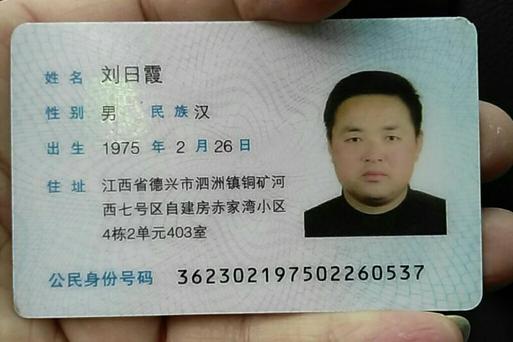 姓名 刘日霞
性别 男 民族 汉
出生 1975 年 2 月 26 日
住址 江西省德兴市泗洲镇铜矿河
西七号区自建房赤家湾小区
4栋2单元403室
公民身份号码 362302197502260537